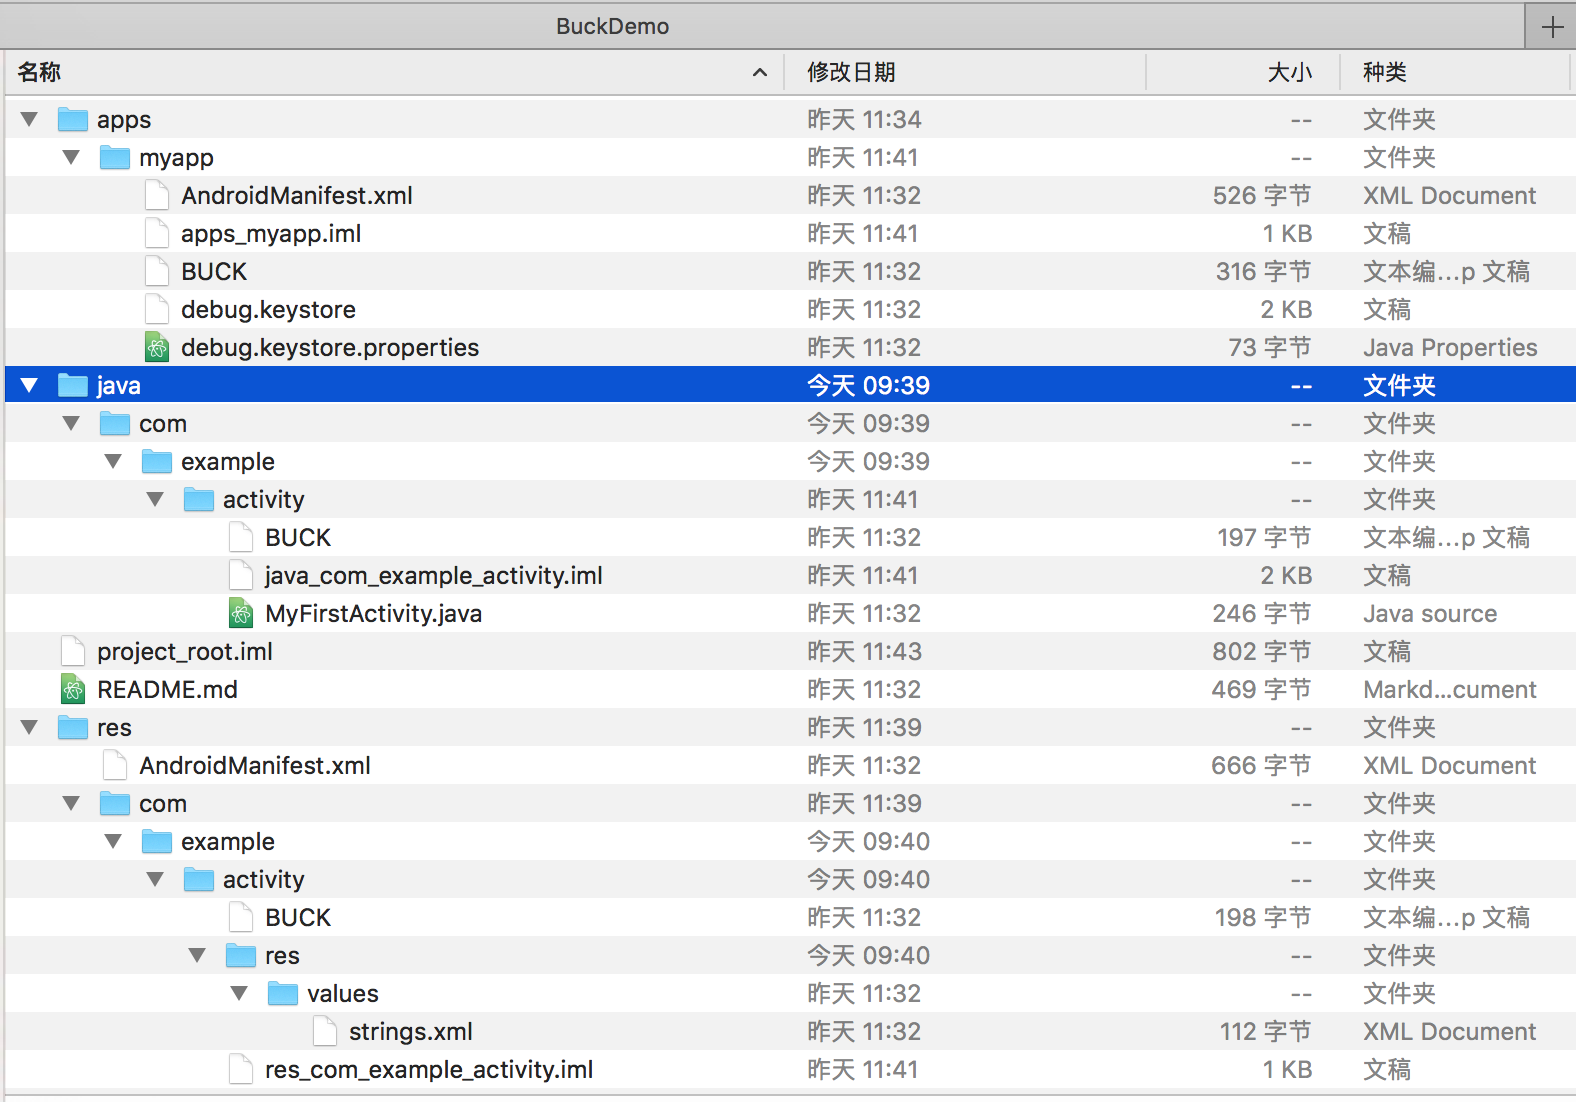 BuckDemo
名称 修改日期 大小 种类
apps 昨天 11:34 -- 文件夹
myapp 昨天 11:41 -- 文件夹
AndroidManifest.xml 昨天 11:32 526 字节 XML Document
apps_myapp.iml 昨天 11:41 1 KB 文稿
BUCK 昨天 11:32 316 字节 文本编...p 文稿
debug.keystore 昨天 11:32 2 KB 文稿
debug.keystore.properties 昨天 11:32 73 字节 Java Properties
java 今天 09:39 -- 文件夹
com 今天 09:39 -- 文件夹
example 今天 09:39 -- 文件夹
activity 昨天 11:41 -- 文件夹
BUCK 昨天 11:32 197 字节 文本编...p 文稿
java_com_example_activity.iml 昨天 11:41 2 KB 文稿
MyFirstActivity.java 昨天 11:32 246 字节 Java source
project_root.iml 昨天 11:43 802 字节 文稿
README.md 昨天 11:32 469 字节 Markd...cument
res 昨天 11:39 -- 文件夹
AndroidManifest.xml 昨天 11:32 666 字节 XML Document
com 昨天 11:39 -- 文件夹
example 今天 09:40 -- 文件夹
activity 今天 09:40 -- 文件夹
BUCK 昨天 11:32 198 字节 文本编...p 文稿
res 今天 09:40 -- 文件夹
values 昨天 11:32 -- 文件夹
strings.xml 昨天 11:32 112 字节 XML Document
res_com_example_activity.iml 昨天 11:41 1 KB 文稿